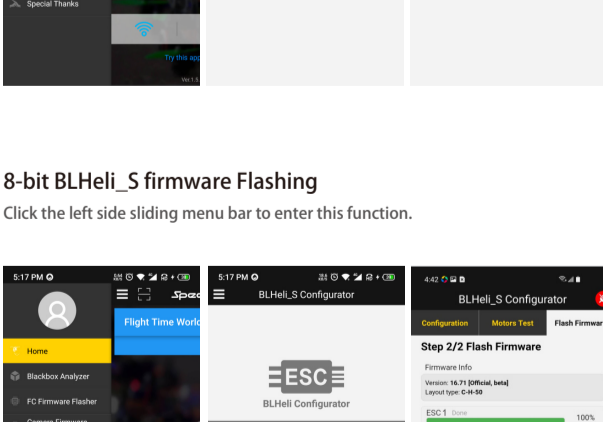 Special Thanks
Try this app
Ver.1.5.
8-bit BLHeli_S firmware Flashing
Click the left side sliding menu bar to enter this function.
5:17 PM
Home
Blackbox Analyzer
FC Firmware Flasher
Flight Time World
5:17 PM
BLHeli_S Configurator
ESC
BLHeli Configurator
4:42
BLHeli_S Configurator
Configuration Motors Test Flash Firmwar
Step 2/2 Flash Firmware
Firmware Info
Version: 16.71 [Official, beta]
Layout type: C-H-50
ESC 1 Done
100%